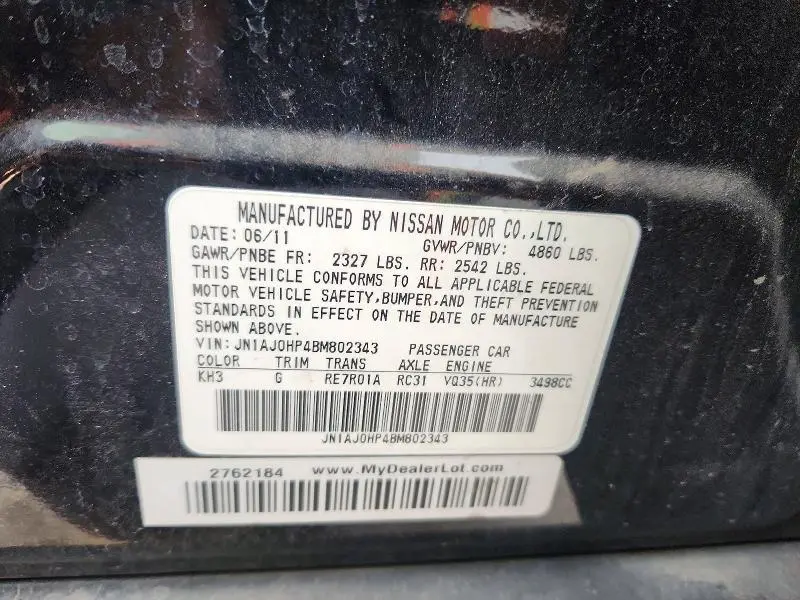 MANUFACTURED BY NISSAN MOTOR CO.,LTD.
DATE: 06/11 GVWR/PNBV: 4860 LBS.
GAWR/PNBE FR: 2327 LBS. RR: 2542 LBS.
THIS VEHICLE CONFORMS TO ALL APPLICABLE FEDERAL
MOTOR VEHICLE SAFETY,BUMPER,AND THEFT PREVENTION
STANDARDS IN EFFECT ON THE DATE OF MANUFACTURE
SHOWN ABOVE.
VIN:JN1AJ0HP4BM802343 PASSENGER CAR
COLOR TRIM TRANS AXLE ENGINE
KH3 G RE7R01A RC31 VQ35(HR) 3498CC
JN1AJ0HP4BM802343
2762184 www.MyDealerLot.com